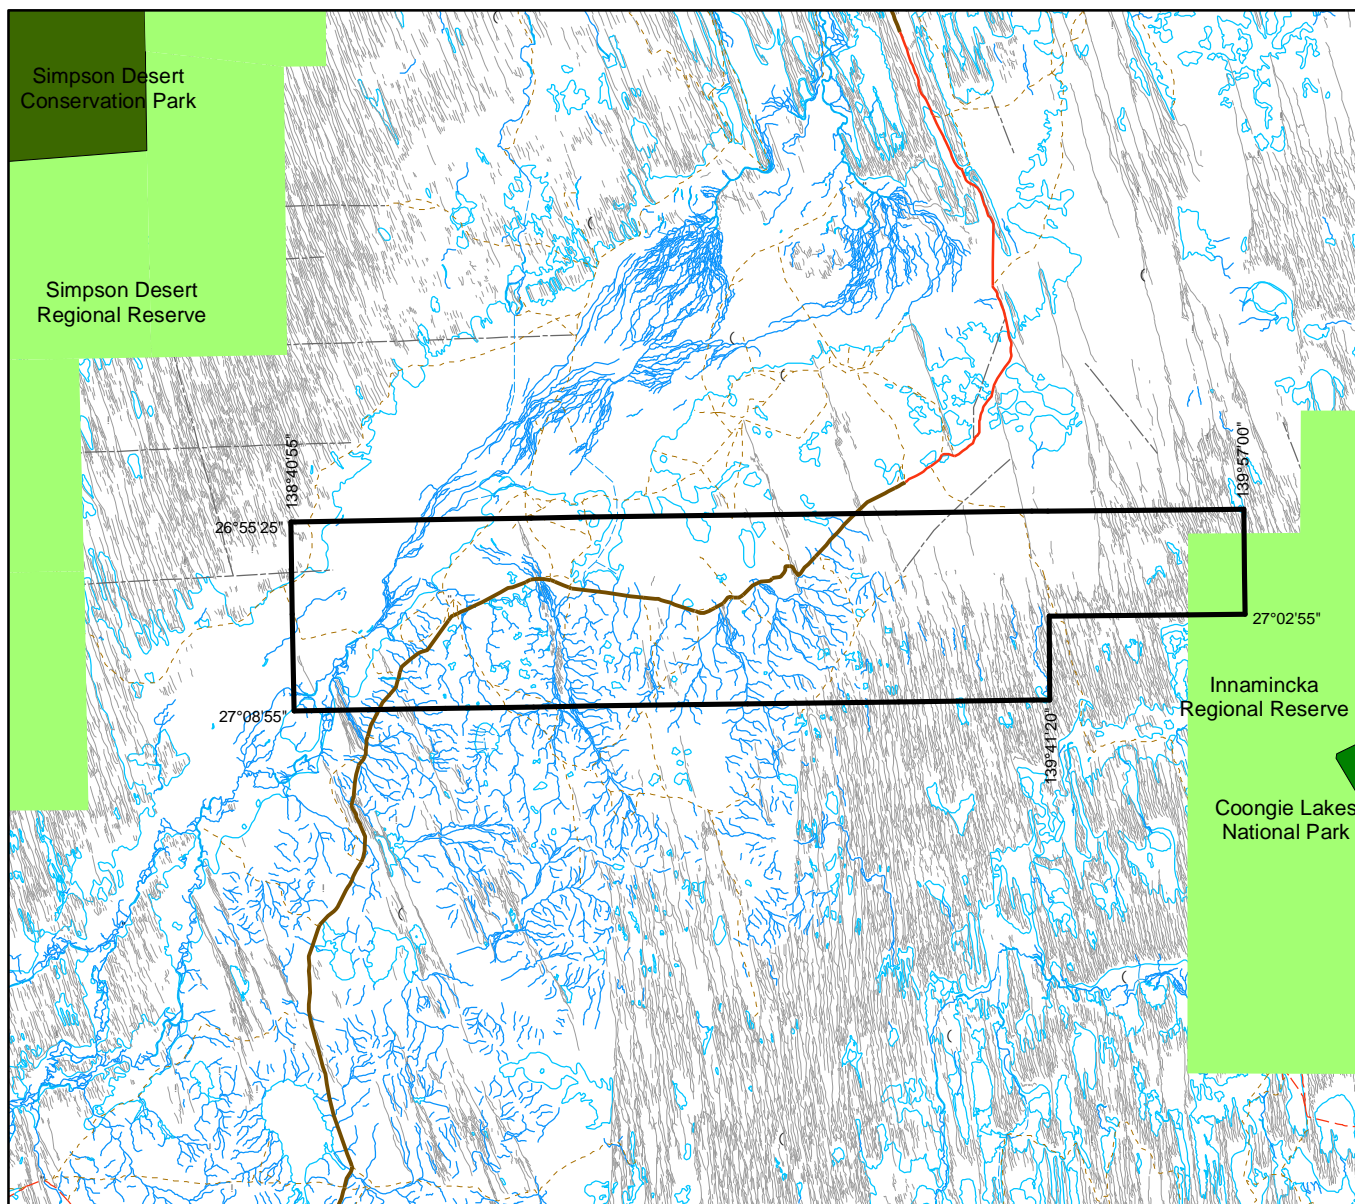 Simpson Desert
Conservation Park
Simpson Desert
Regional Reserve
138°40'55"
139°57'00"
26°55'25"
27°02'55"
Innamincka
Regional Reserve
27°08'55"
139°41'20"
Coongie Lakes
National Park